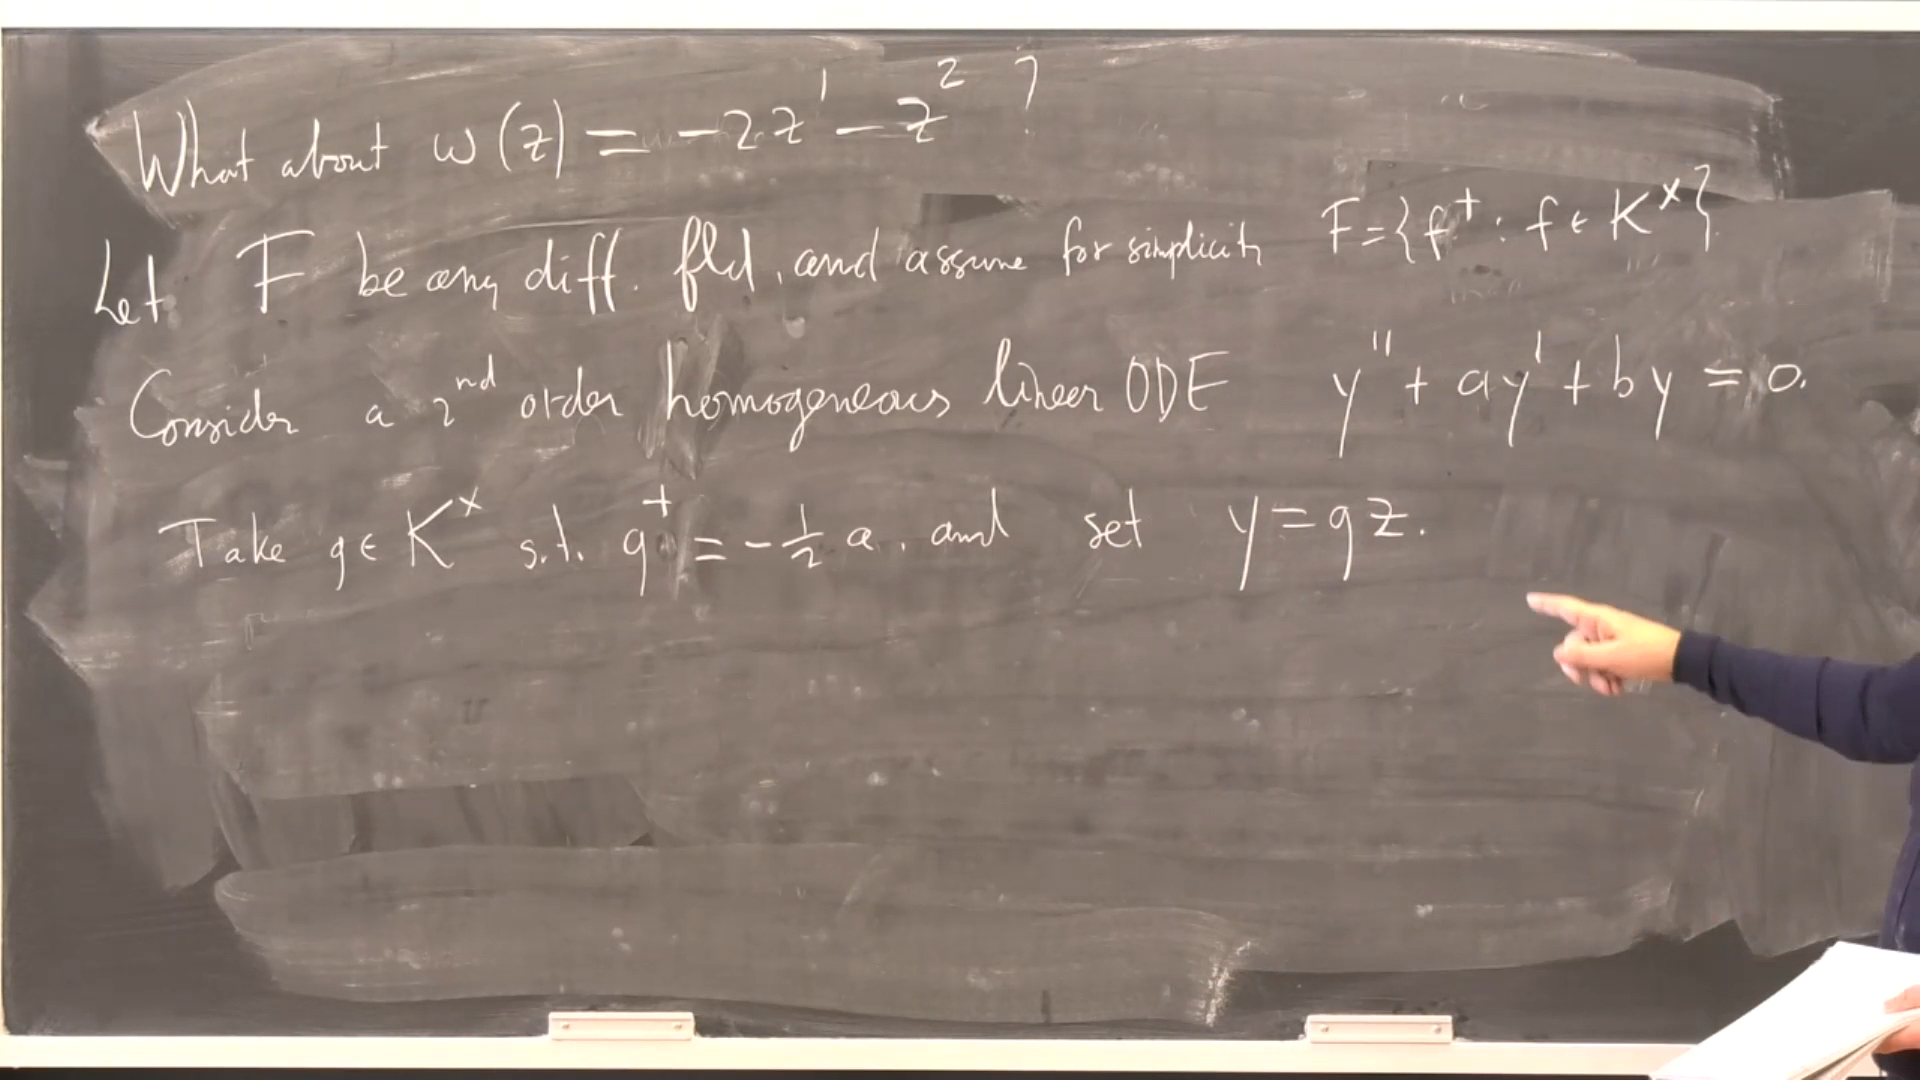 What about ω(z) = -2z' - z² ?
Let F be any diff. fld, and assume for simplicity F = {f† : f ∈ K^×}
Consider a 2nd order homogeneous linear ODE y'' + ay' + by = 0.
Take g ∈ K^× s.t. g† = -½ a, and set y = gz.